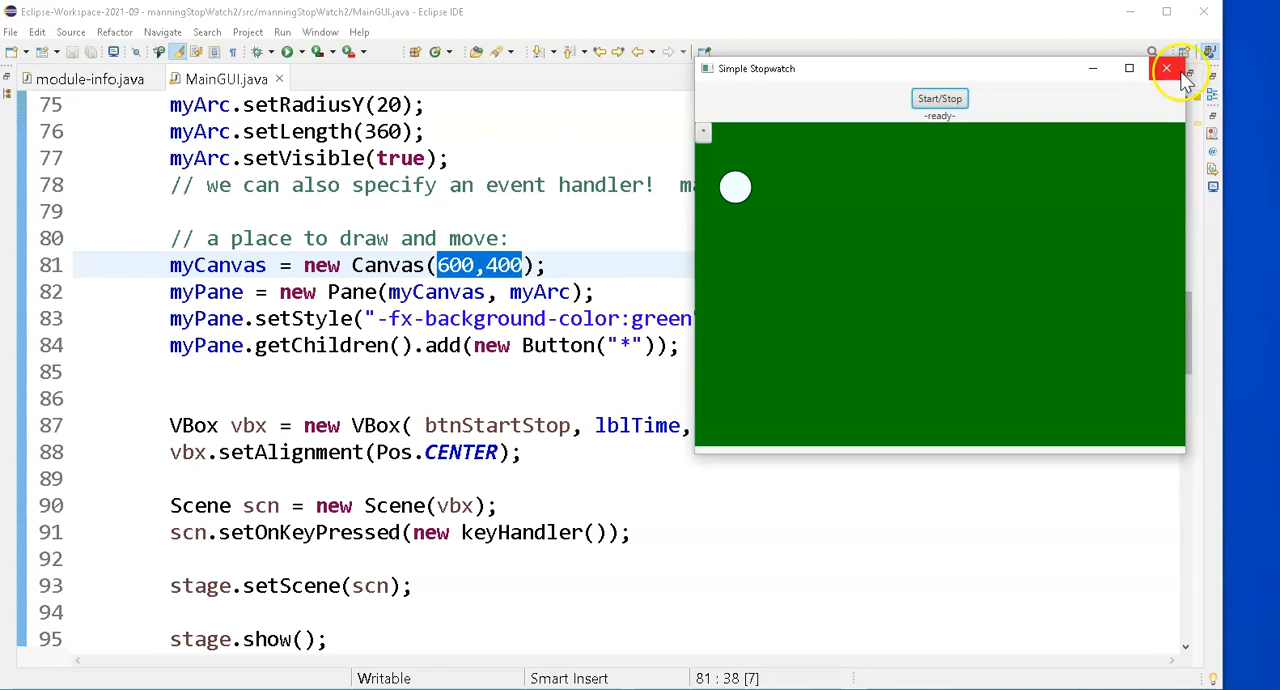 Eclipse-Workspace-2021-09 - manningStopWatch2/src/manningStopWatch2/MainGUI.java - Eclipse IDE
File Edit Source Refactor Navigate Search Project Run Window Help
module-info.java MainGUI.java
Simple Stopwatch
Start/Stop
-ready-
*
75 myArc.setRadiusY(20);
76 myArc.setLength(360);
77 myArc.setVisible(true);
78 // we can also specify an event handler!
79
80 // a place to draw and move:
81 myCanvas = new Canvas(600,400);
82 myPane = new Pane(myCanvas, myArc);
83 myPane.setStyle("-fx-background-color:green"
84 myPane.getChildren().add(new Button("*"));
85
86
87 VBox vbx = new VBox( btnStartStop, lblTime,
88 vbx.setAlignment(Pos.CENTER);
89
90 Scene scn = new Scene(vbx);
91 scn.setOnKeyPressed(new keyHandler());
92
93 stage.setScene(scn);
94
95 stage.show();
Writable Smart Insert 81 : 38 [7]